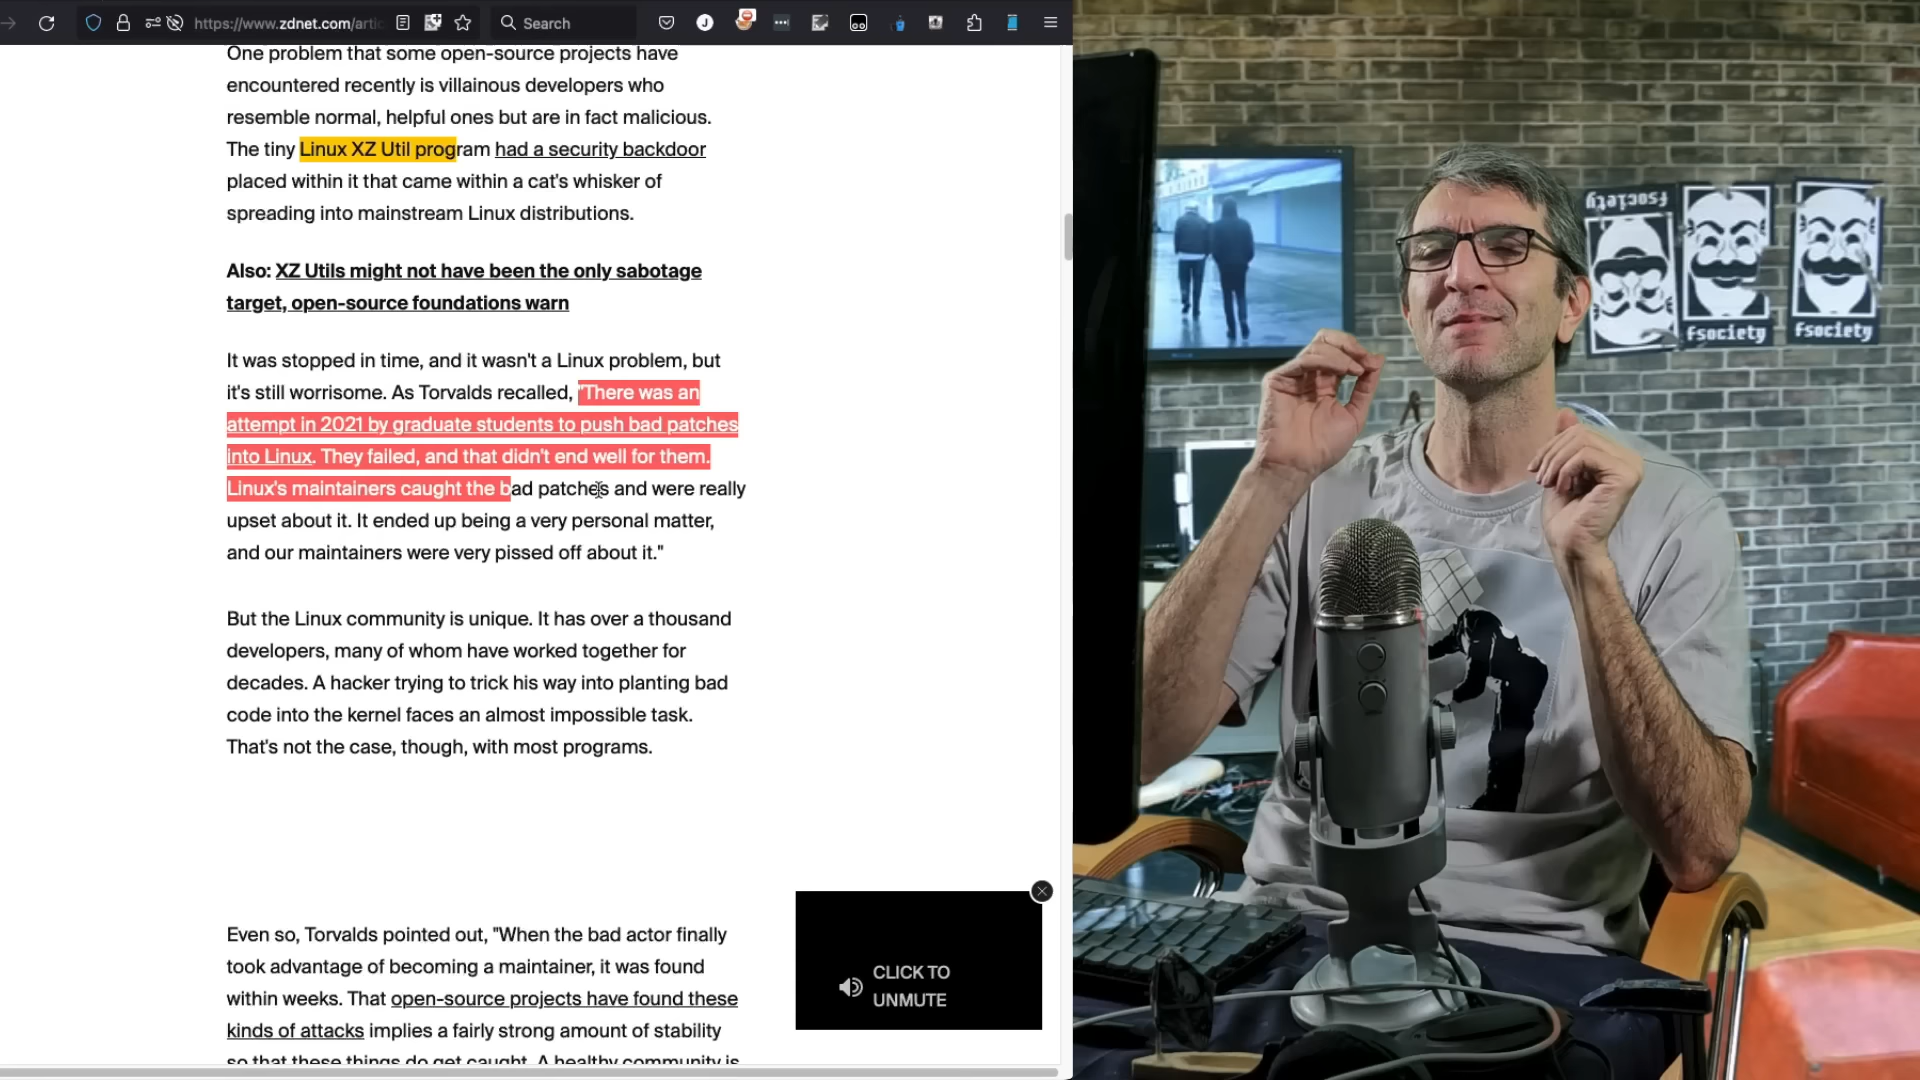 https://www.zdnet.com/artic
Search
J
One problem that some open-source projects have
encountered recently is villainous developers who
resemble normal, helpful ones but are in fact malicious.
The tiny Linux XZ Util program had a security backdoor
placed within it that came within a cat's whisker of
spreading into mainstream Linux distributions.
Also: XZ Utils might not have been the only sabotage
target, open-source foundations warn
It was stopped in time, and it wasn't a Linux problem, but
it's still worrisome. As Torvalds recalled, "There was an
attempt in 2021 by graduate students to push bad patches
into Linux. They failed, and that didn't end well for them.
Linux's maintainers caught the bad patches and were really
upset about it. It ended up being a very personal matter,
and our maintainers were very pissed off about it."
But the Linux community is unique. It has over a thousand
developers, many of whom have worked together for
decades. A hacker trying to trick his way into planting bad
code into the kernel faces an almost impossible task.
That's not the case, though, with most programs.
Even so, Torvalds pointed out, "When the bad actor finally
took advantage of becoming a maintainer, it was found
within weeks. That open-source projects have found these
kinds of attacks implies a fairly strong amount of stability
so that these things do get caught. A healthy community is
CLICK TO
UNMUTE
fsociety
fsociety
fsociety